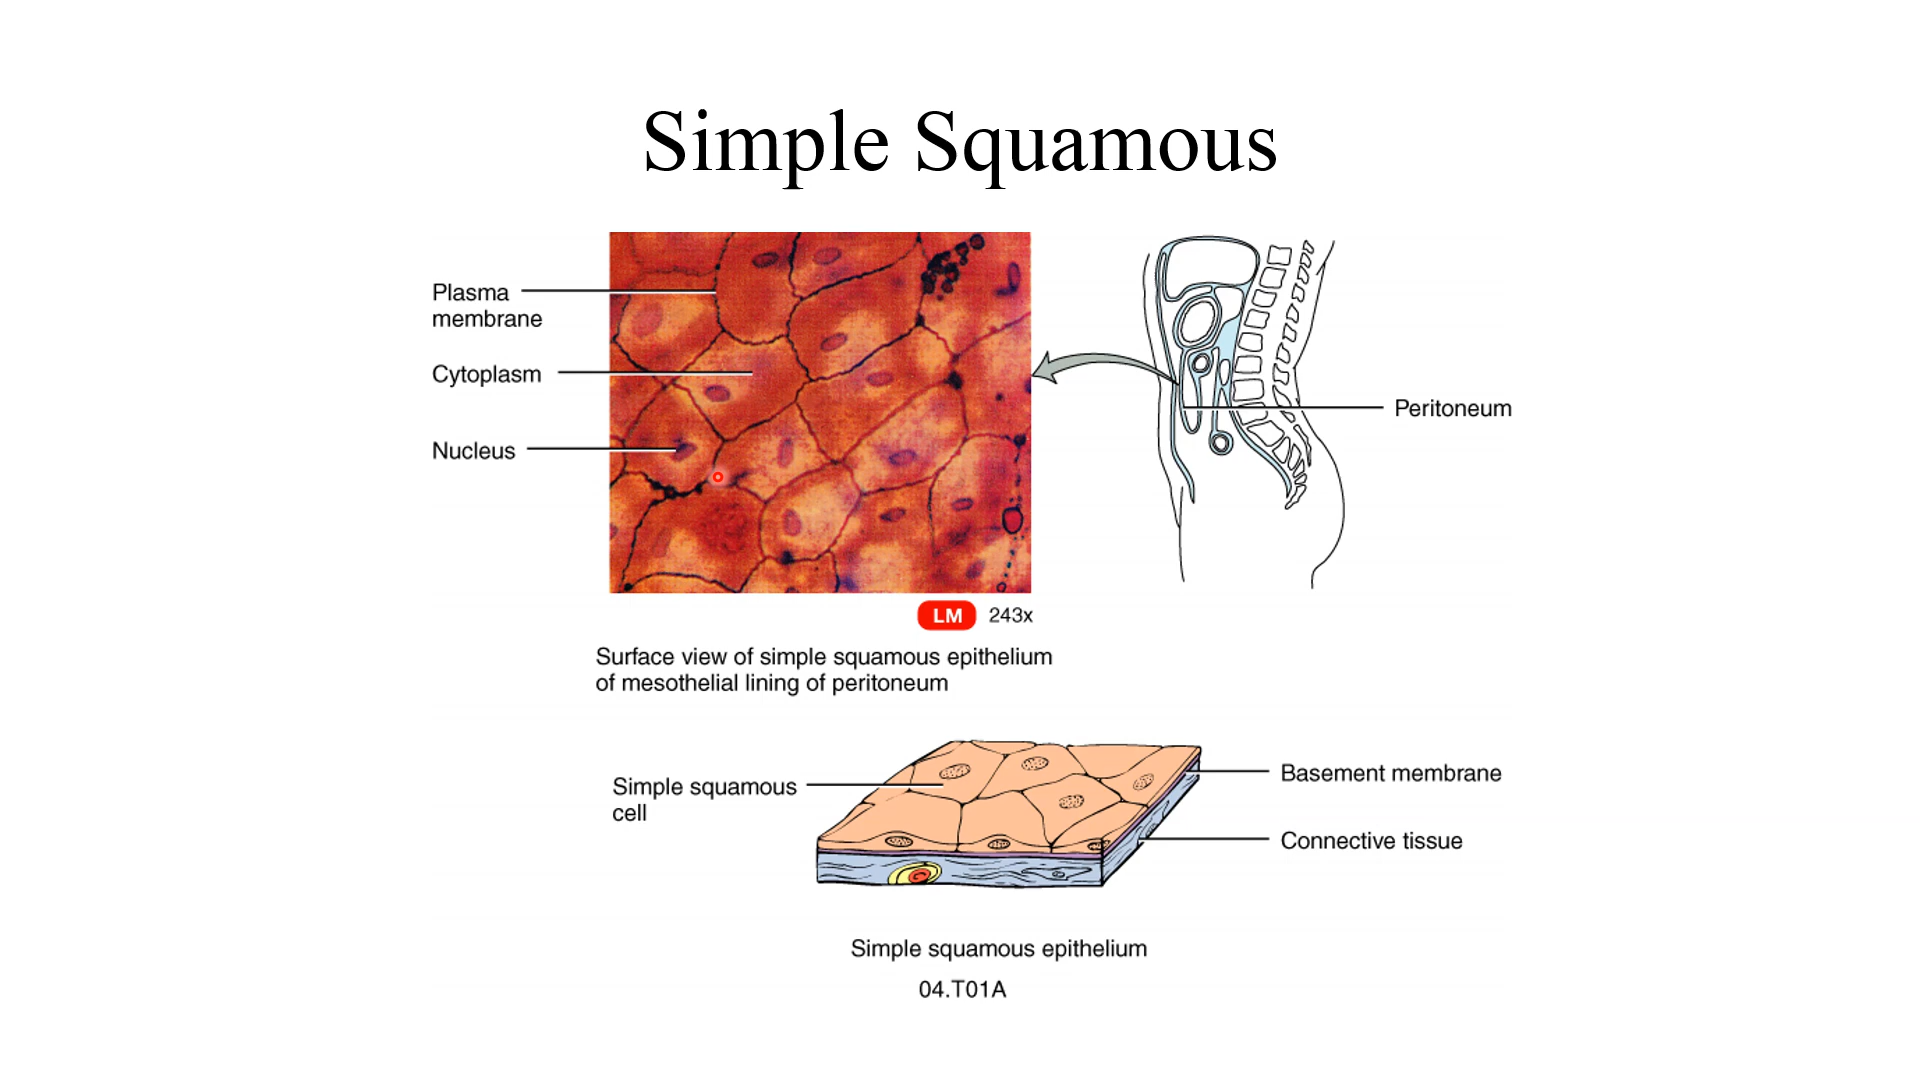 Simple Squamous
Plasma
membrane
Cytoplasm
Nucleus
Peritoneum
LM 243x
Surface view of simple squamous epithelium
of mesothelial lining of peritoneum
Simple squamous
cell
Basement membrane
Connective tissue
Simple squamous epithelium
04.T01A